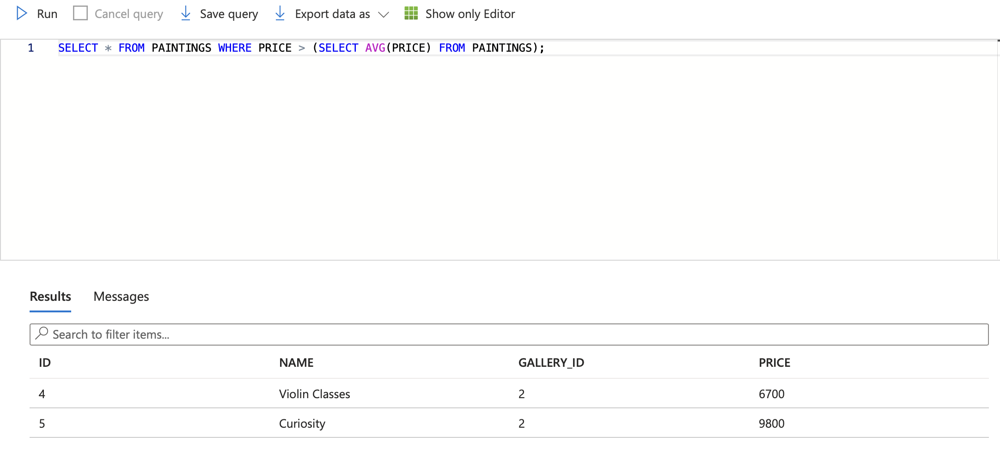 Run Cancel query Save query Export data as Show only Editor
1 SELECT * FROM PAINTINGS WHERE PRICE > (SELECT AVG(PRICE) FROM PAINTINGS);
Results Messages
Search to filter items...
ID NAME GALLERY_ID PRICE
4 Violin Classes 2 6700
5 Curiosity 2 9800